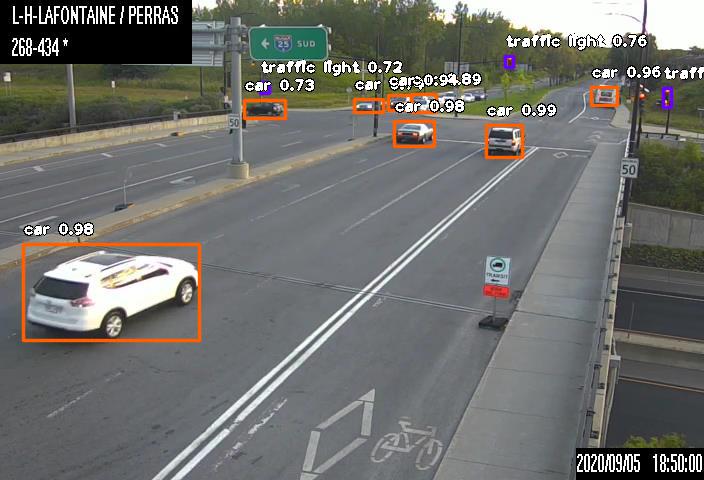 L-H-LAFONTAINE / PERRAS
268-434 *
25 SUD
traffic light 0.76
traffic light 0.72
car 0.96
traff
car 0.73
car 0.98
car 0.99
50
50
car 0.98
TRANSIT
2020/09/05 18:50:00